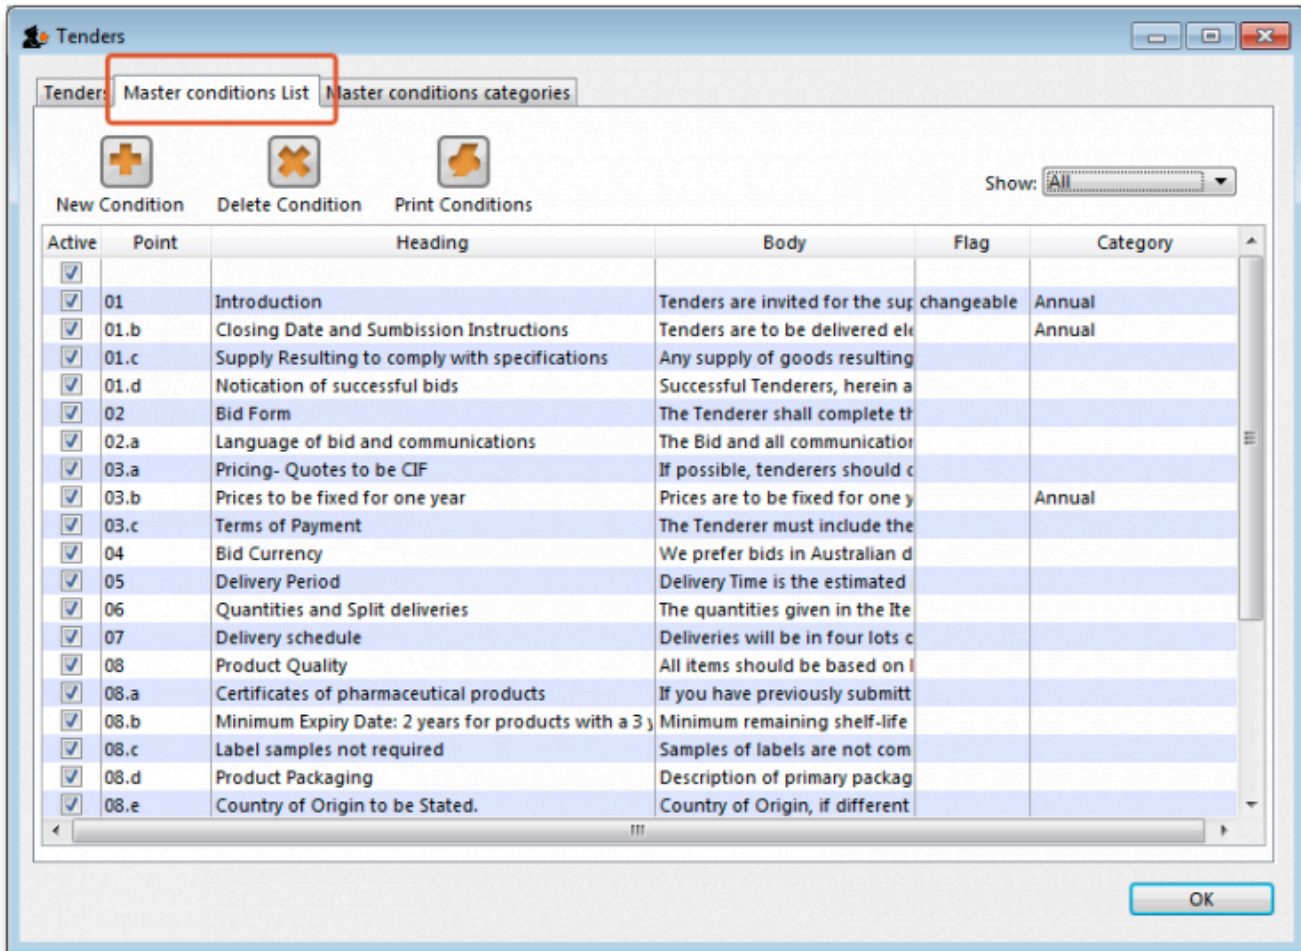 Tenders
Tenders Master conditions List Master conditions categories
New Condition Delete Condition Print Conditions Show: All
Active Point Heading Body Flag Category
01 Introduction Tenders are invited for the sup changeable Annual
01.b Closing Date and Sumbission Instructions Tenders are to be delivered ele Annual
01.c Supply Resulting to comply with specifications Any supply of goods resulting
01.d Notication of successful bids Successful Tenderers, herein a
02 Bid Form The Tenderer shall complete th
02.a Language of bid and communications The Bid and all communication
03.a Pricing- Quotes to be CIF If possible, tenderers should c
03.b Prices to be fixed for one year Prices are to be fixed for one y Annual
03.c Terms of Payment The Tenderer must include the
04 Bid Currency We prefer bids in Australian d
05 Delivery Period Delivery Time is the estimated
06 Quantities and Split deliveries The quantities given in the Ite
07 Delivery schedule Deliveries will be in four lots c
08 Product Quality All items should be based on
08.a Certificates of pharmaceutical products If you have previously submitt
08.b Minimum Expiry Date: 2 years for products with a 3 y Minimum remaining shelf-life
08.c Label samples not required Samples of labels are not com
08.d Product Packaging Description of primary packag
08.e Country of Origin to be Stated. Country of Origin, if different
OK